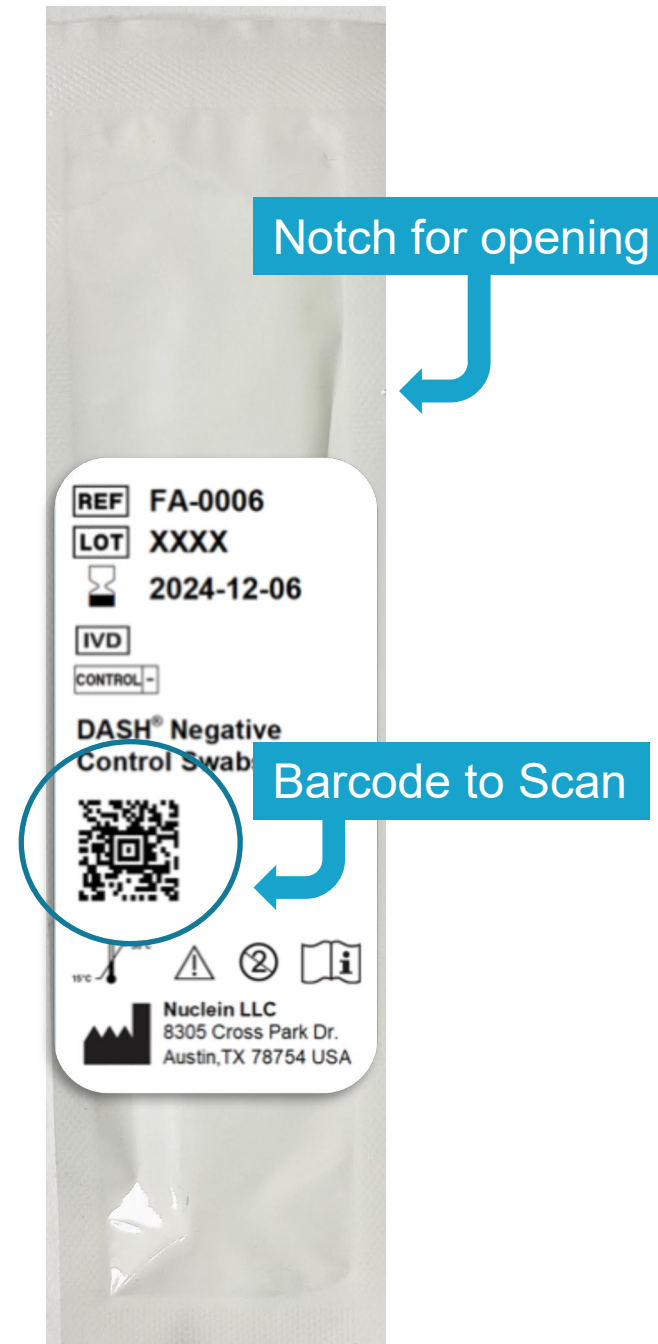 Notch for opening
REF FA-0006
LOT XXXX
2024-12-06
IVD
CONTROL -
DASH® Negative
Control Swabs
Barcode to Scan
15°C
2
i
Nuclein LLC
8305 Cross Park Dr.
Austin,TX 78754 USA